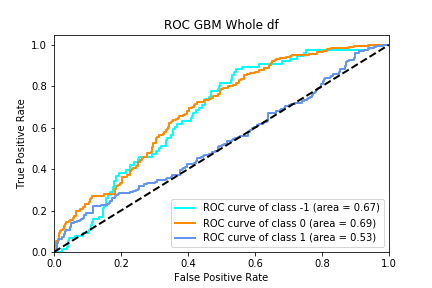 ROC GBM Whole df
True Positive Rate
1.0
0.8
0.6
0.4
0.2
0.0
ROC curve of class -1 (area = 0.67)
ROC curve of class 0 (area = 0.69)
ROC curve of class 1 (area = 0.53)
0.0 0.2 0.4 0.6 0.8 1.0
False Positive Rate